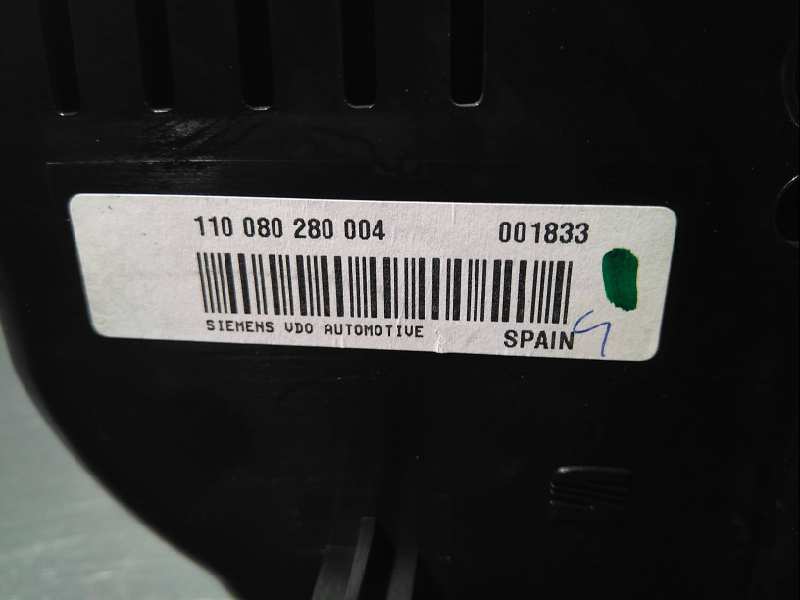 110 080 280 004 001833
SIEMENS VDO AUTOMOTIVE SPAIN